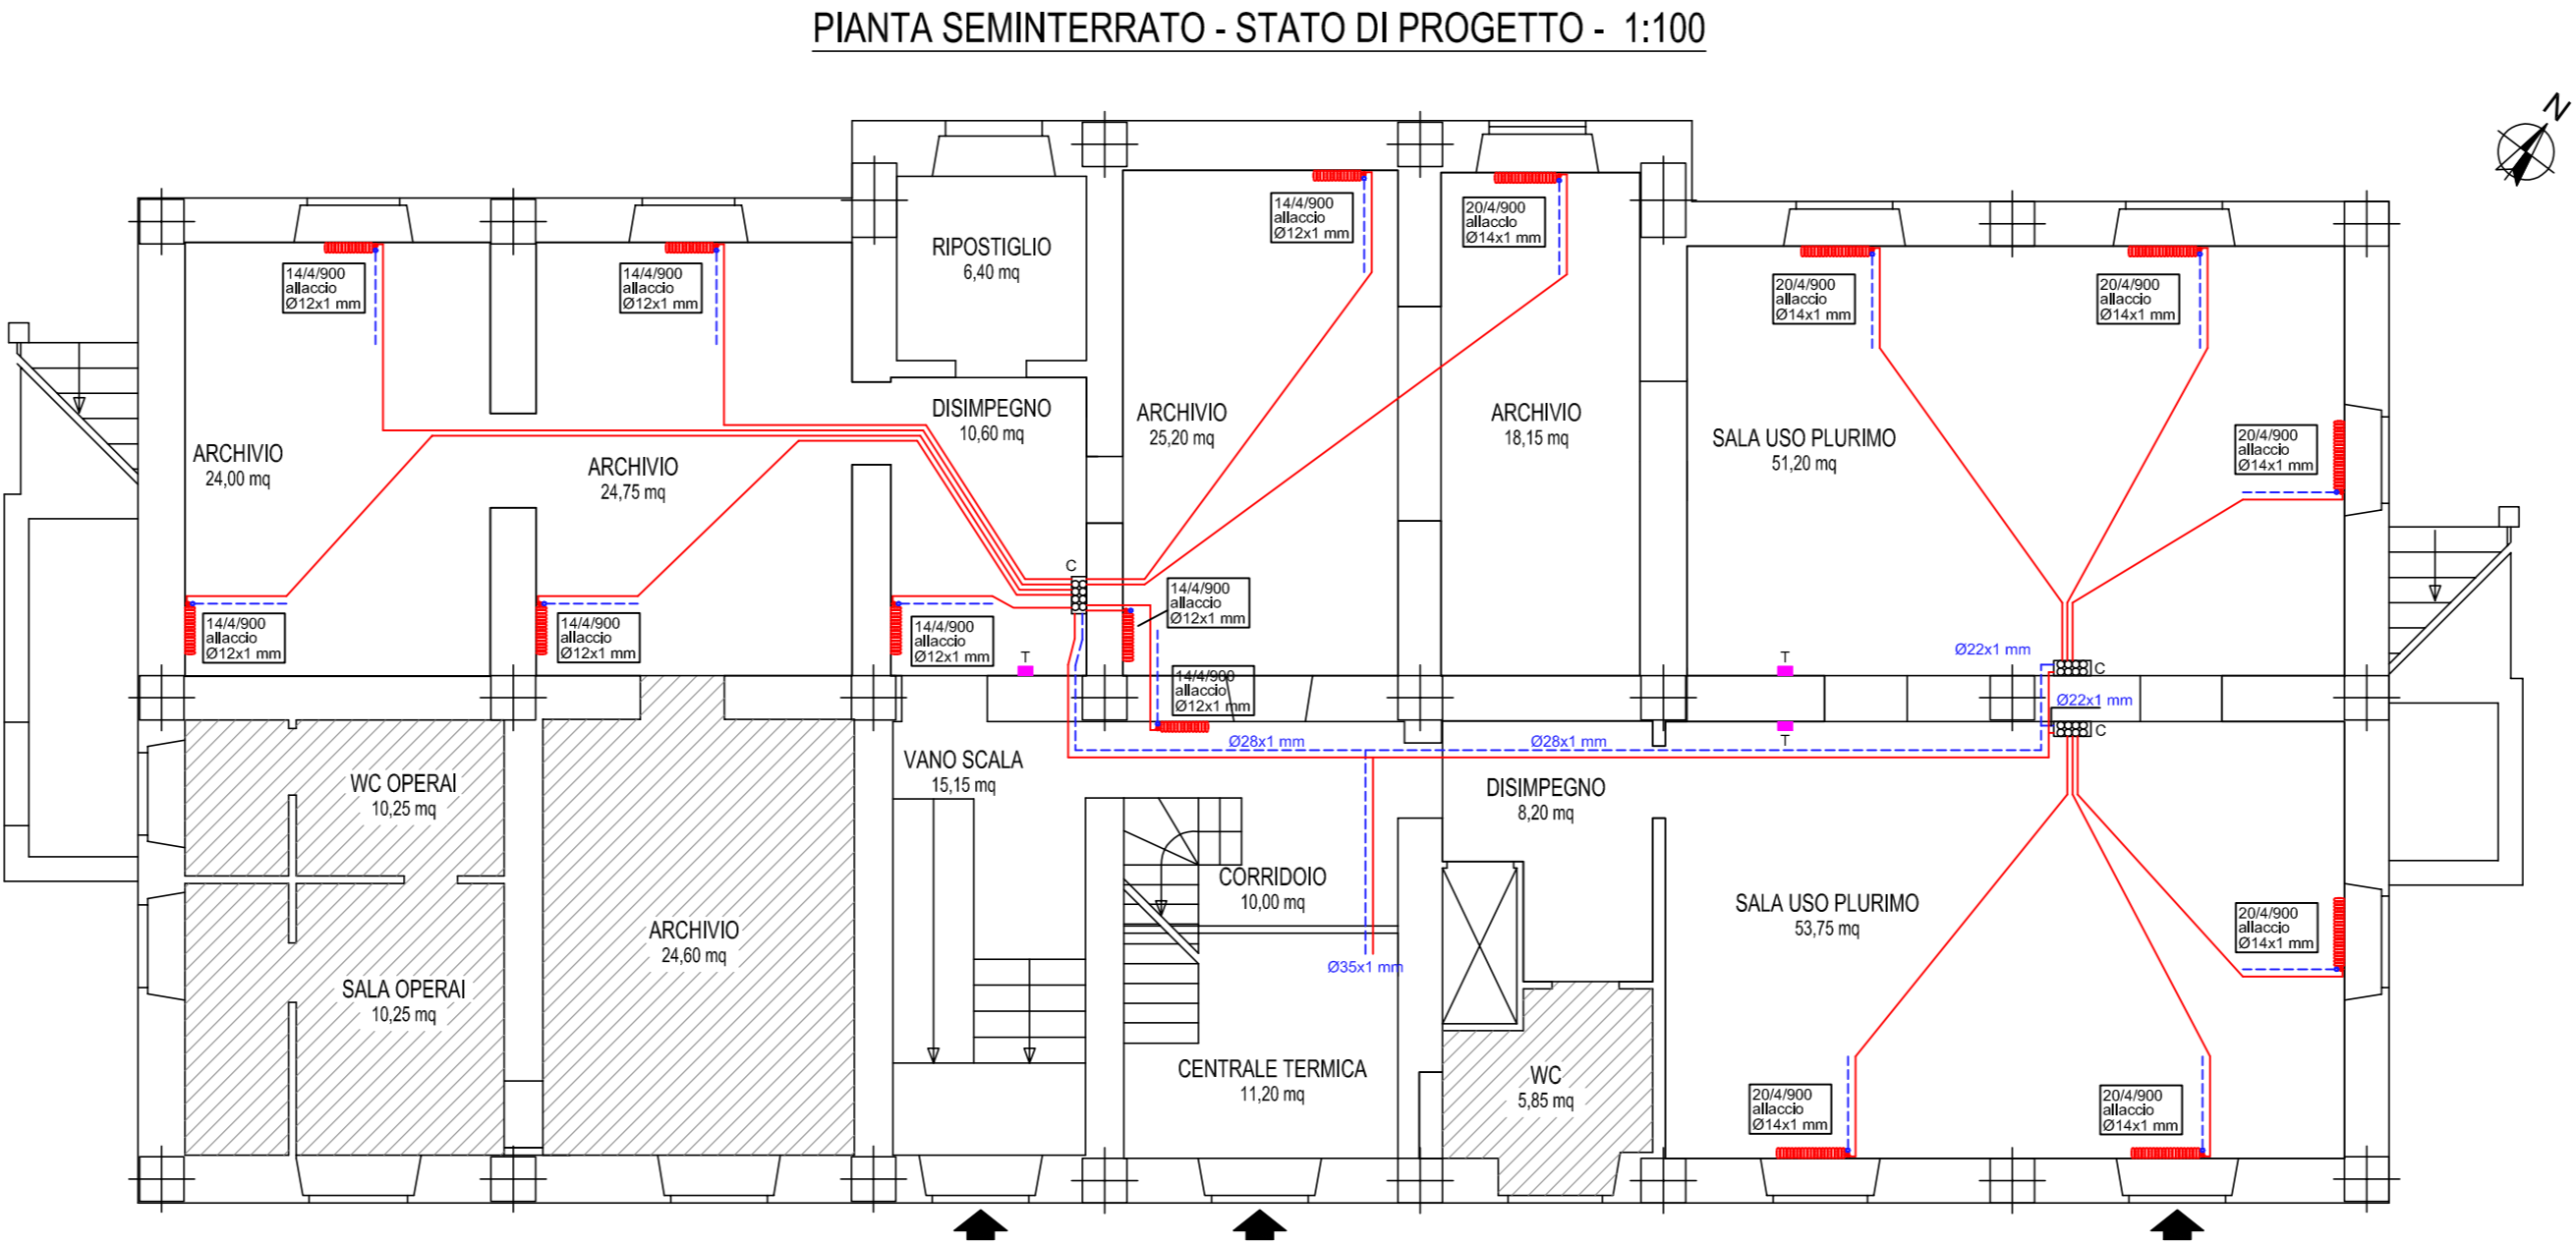 PIANTA SEMINTERRATO - STATO DI PROGETTO - 1:100
N
14/4/900
allaccio
Ø12x1 mm
14/4/900
allaccio
Ø12x1 mm
RIPOSTIGLIO
6,40 mq
14/4/900
allaccio
Ø12x1 mm
20/4/900
allaccio
Ø14x1 mm
20/4/900
allaccio
Ø14x1 mm
20/4/900
allaccio
Ø14x1 mm
ARCHIVIO
24,00 mq
ARCHIVIO
24,75 mq
DISIMPEGNO
10,60 mq
ARCHIVIO
25,20 mq
ARCHIVIO
18,15 mq
SALA USO PLURIMO
51,20 mq
20/4/900
allaccio
Ø14x1 mm
C
14/4/900
allaccio
Ø12x1 mm
14/4/900
allaccio
Ø12x1 mm
14/4/900
allaccio
Ø12x1 mm
14/4/900
allaccio
Ø12x1 mm
T
14/4/900
allaccio
Ø12x1 mm
T
Ø22x1 mm
C
Ø22x1 mm
C
T
Ø28x1 mm
Ø28x1 mm
WC OPERAI
10,25 mq
VANO SCALA
15,15 mq
DISIMPEGNO
8,20 mq
CORRIDOIO
10,00 mq
SALA USO PLURIMO
53,75 mq
20/4/900
allaccio
Ø14x1 mm
ARCHIVIO
24,60 mq
Ø35x1 mm
SALA OPERAI
10,25 mq
CENTRALE TERMICA
11,20 mq
WC
5,85 mq
20/4/900
allaccio
Ø14x1 mm
20/4/900
allaccio
Ø14x1 mm